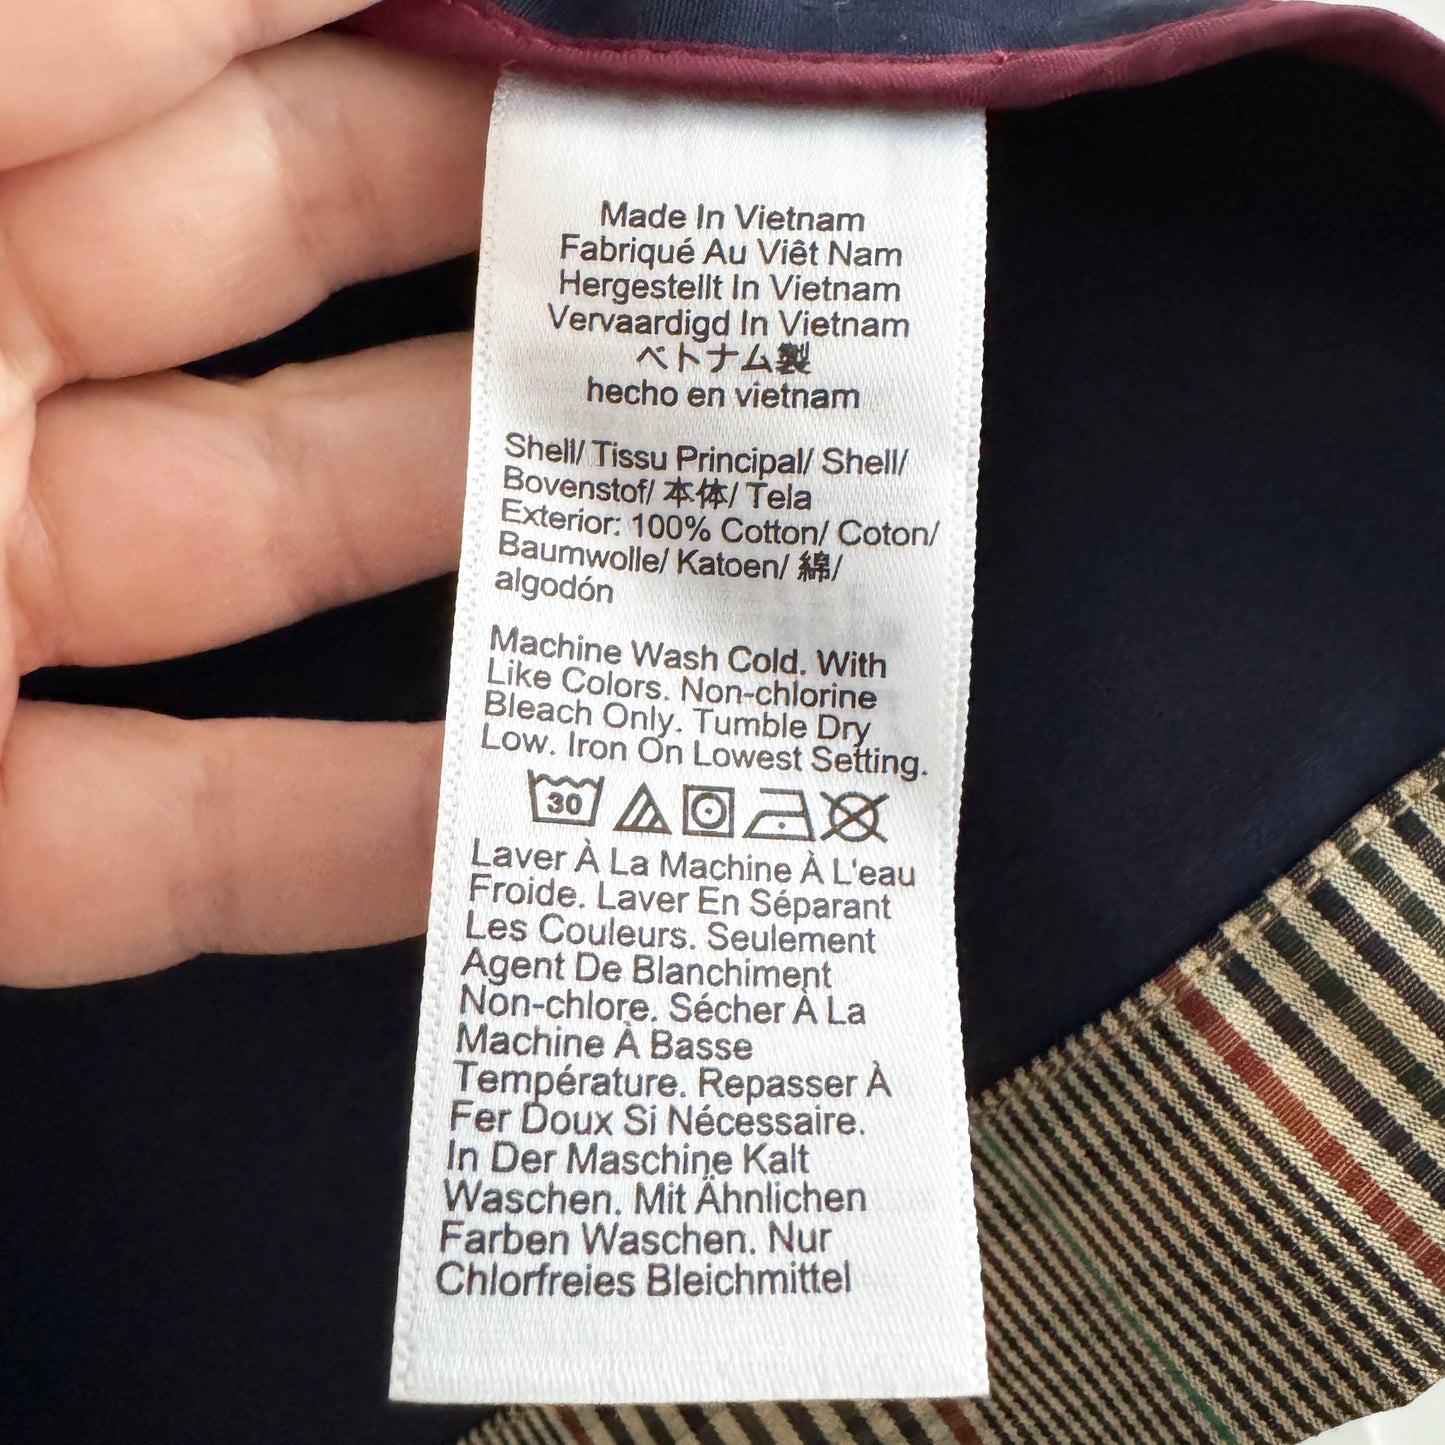 Made In Vietnam
Fabriqué Au Viêt Nam
Hergestellt In Vietnam
Vervaardigd In Vietnam
ベトナム製
hecho en vietnam
Shell/ Tissu Principal/ Shell/
Bovenstof/ 本体/ Tela
Exterior: 100% Cotton/ Coton/
Baumwolle/ Katoen/ 綿/
algodón
Machine Wash Cold. With
Like Colors. Non-chlorine
Bleach Only. Tumble Dry
Low. Iron On Lowest Setting.
30
Laver À La Machine À L'eau
Froide. Laver En Séparant
Les Couleurs. Seulement
Agent De Blanchiment
Non-chlore. Sécher À La
Machine À Basse
Température. Repasser À
Fer Doux Si Nécessaire.
In Der Maschine Kalt
Waschen. Mit Ähnlichen
Farben Waschen. Nur
Chlorfreies Bleichmittel